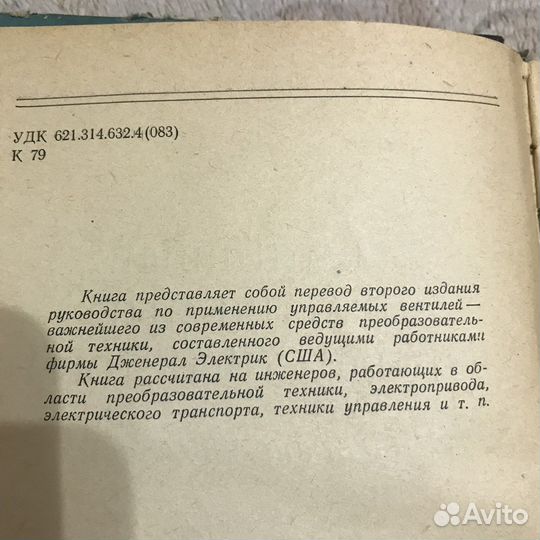 УДК 621.314.632.4(083)
К 79
Книга представляет собой перевод второго издания
руководства по применению управляемых вентилей —
важнейшего из современных средств преобразователь-
ной техники, составленного ведущими работниками
фирмы Дженерал Электрик (США).
Книга рассчитана на инженеров, работающих в об-
ласти преобразовательной техники, электропривода,
электрического транспорта, техники управления и т. п.
Avito